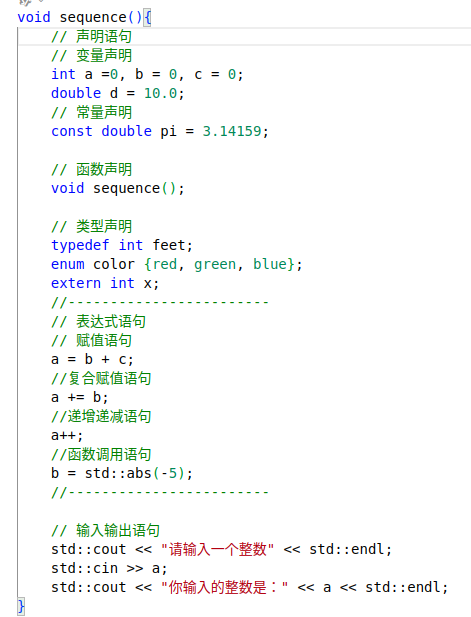 void sequence(){
// 声明语句
// 变量声明
int a =0, b = 0, c = 0;
double d = 10.0;
// 常量声明
const double pi = 3.14159;
// 函数声明
void sequence();
// 类型声明
typedef int feet;
enum color {red, green, blue};
extern int x;
//------------------------
// 表达式语句
// 赋值语句
a = b + c;
//复合赋值语句
a += b;
//递增递减语句
a++;
//函数调用语句
b = std::abs(-5);
//------------------------
// 输入输出语句
std::cout << "请输入一个整数" << std::endl;
std::cin >> a;
std::cout << "你输入的整数是：" << a << std::endl;
}